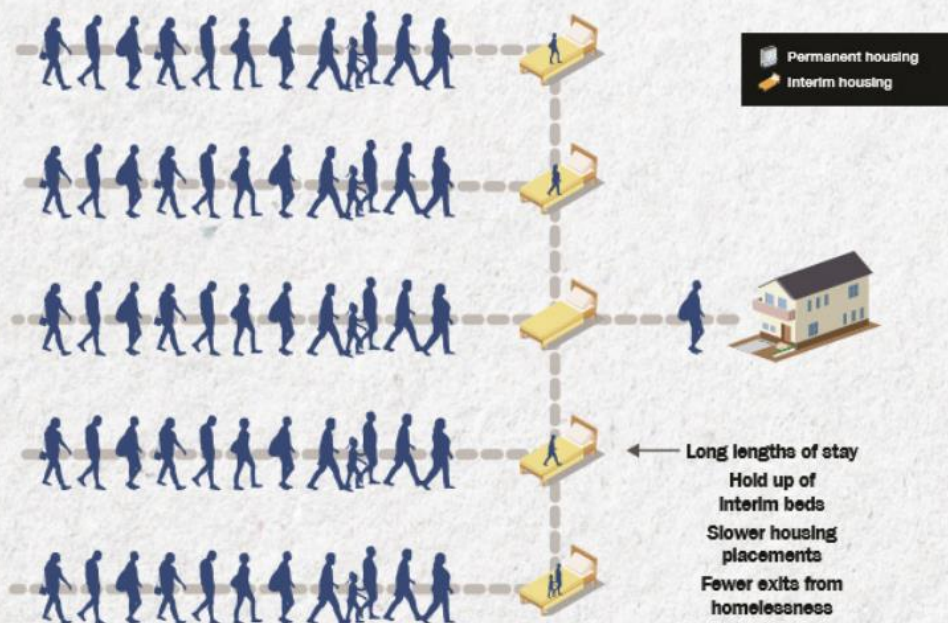 Permanent housing
Interim housing
Long lengths of stay
Hold up of
interim beds
Slower housing
placements
Fewer exits from
homelessness